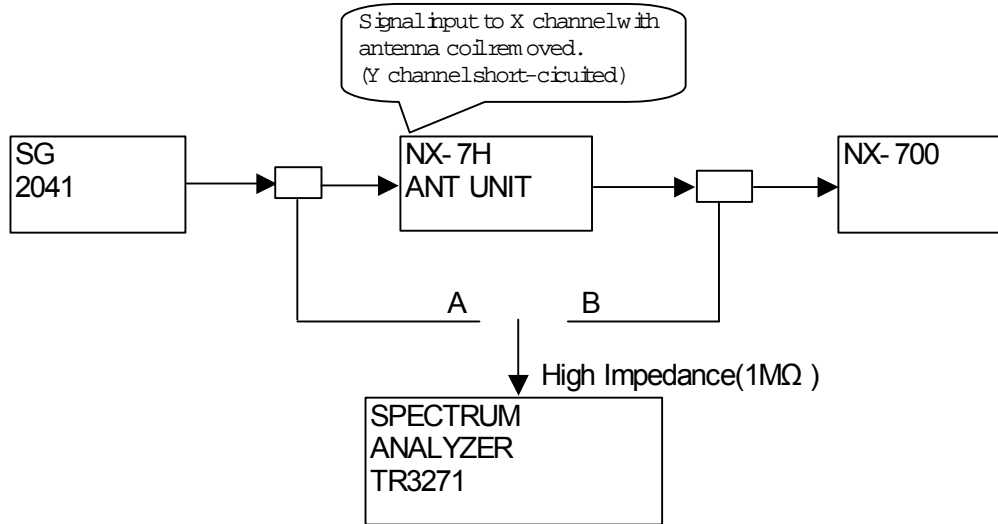 Signal input to X channel with
antenna coil removed.
(Y channel short-cicuited)
SG
2041
NX-7H
ANT UNIT
NX-700
A
B
High Impedance(1MΩ )
SPECTRUM
ANALYZER
TR3271